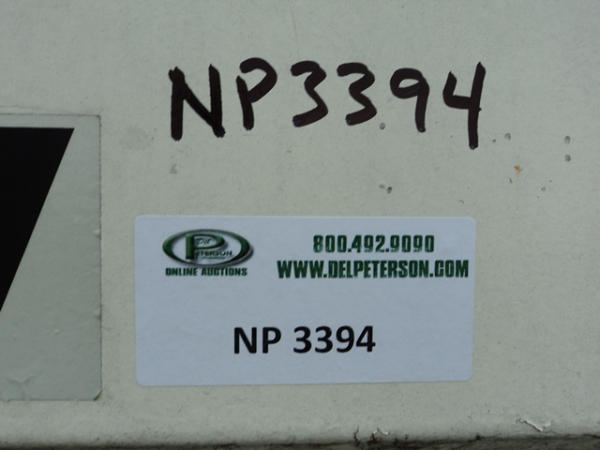 NP3394
Del
PETERSON
ONLINE AUCTIONS
800.492.9090
WWW.DELPETERSON.COM
NP 3394